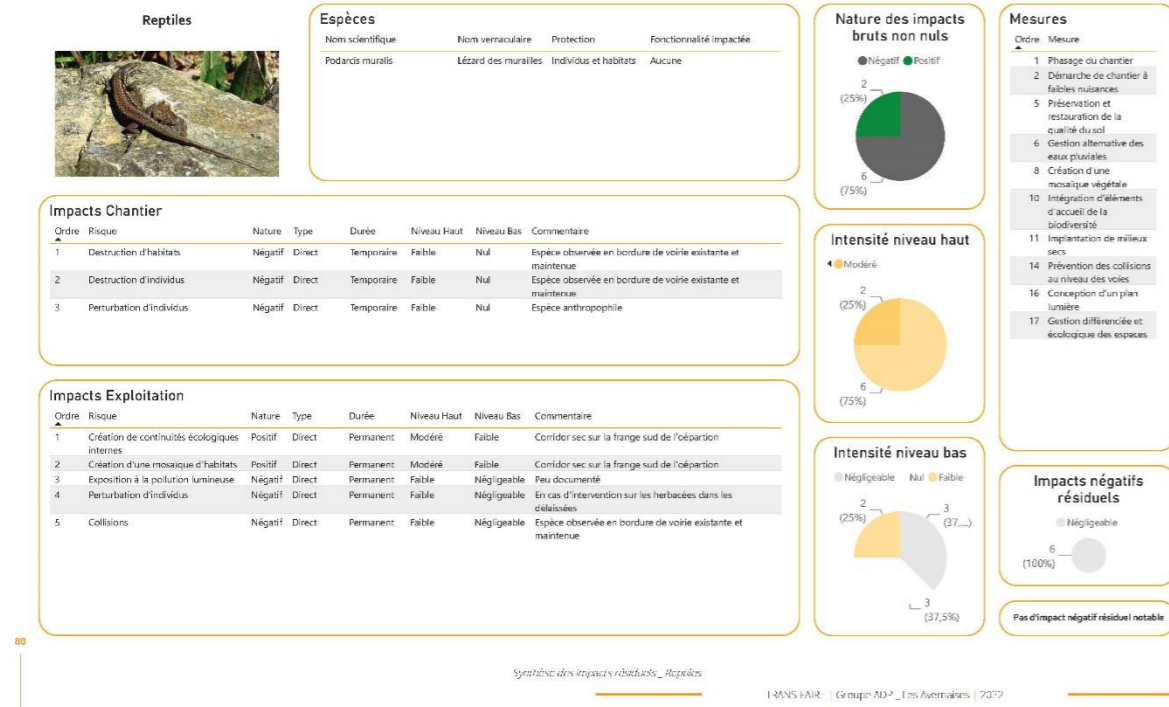 Reptiles
Espèces
Nom scientifique Nom vernaculaire Protection Fonctionnalité impactée
Podarcis muralis Lézard des murailles Individus et habitats Aucune
Impacts Chantier
Ordre Risque Nature Type Durée Niveau Haut Niveau Bas Commentaire
1 Destruction d'habitats Négatif Direct Temporaire Faible Nul Espèce observée en bordure de voirie existante et
maintenue
2 Destruction d'individus Négatif Direct Temporaire Faible Nul Espèce observée en bordure de voirie existante et
maintenue
3 Perturbation d'individus Négatif Direct Temporaire Faible Nul Espèce anthropophile
Impacts Exploitation
Ordre Risque Nature Type Durée Niveau Haut Niveau Bas Commentaire
1 Création de continuités écologiques Positif Direct Permanent Modéré Faible Corridor sec sur la frange sud de l'oépartion
internes
2 Création d'une mosaique d'habitats Positif Direct Permanent Modéré Faible Corridor sec sur la frange sud de l'oépartion
3 Exposition à la pollution lumineuse Négatif Direct Permanent Faible Négligeable Peu documenté
4 Perturbation d'individus Négatif Direct Permanent Faible Négligeable En cas d'intervention sur les herbacées dans les
délaissées
5 Collisions Négatif Direct Permanent Faible Négligeable Espèce observée en bordure de voirie existante et
maintenue
Nature des impacts
bruts non nuls
Négatif Positif
2
(25%)
6
(75%)
Intensité niveau haut
Modéré
2
(25%)
6
(75%)
Intensité niveau bas
Négligeable Nul Faible
2
(25%)
3
(37,...)
3
(37,5%)
Mesures
Ordre Mesure
1 Phasage du chantier
2 Démarche de chantier à
faibles nuisances
5 Préservation et
restauration de la
qualité du sol
6 Gestion alternative des
eaux pluviales
8 Création d'une
mosaïque végétale
10 Intégration d'éléments
d'accueil de la
biodiversité
11 Implantation de milieux
secs
14 Prévention des collisions
au niveau des voies
16 Conception d'un plan
lumière
17 Gestion différenciée et
écologique des espaces
Impacts négatifs
résiduels
Négligeable
6
(100%)
Pas d'impact négatif résiduel notable
88
Synthèse des impacts résiduels _ Reptiles
TRANS-FAIRE | Groupe ADP _ Les Avernaises | 2022